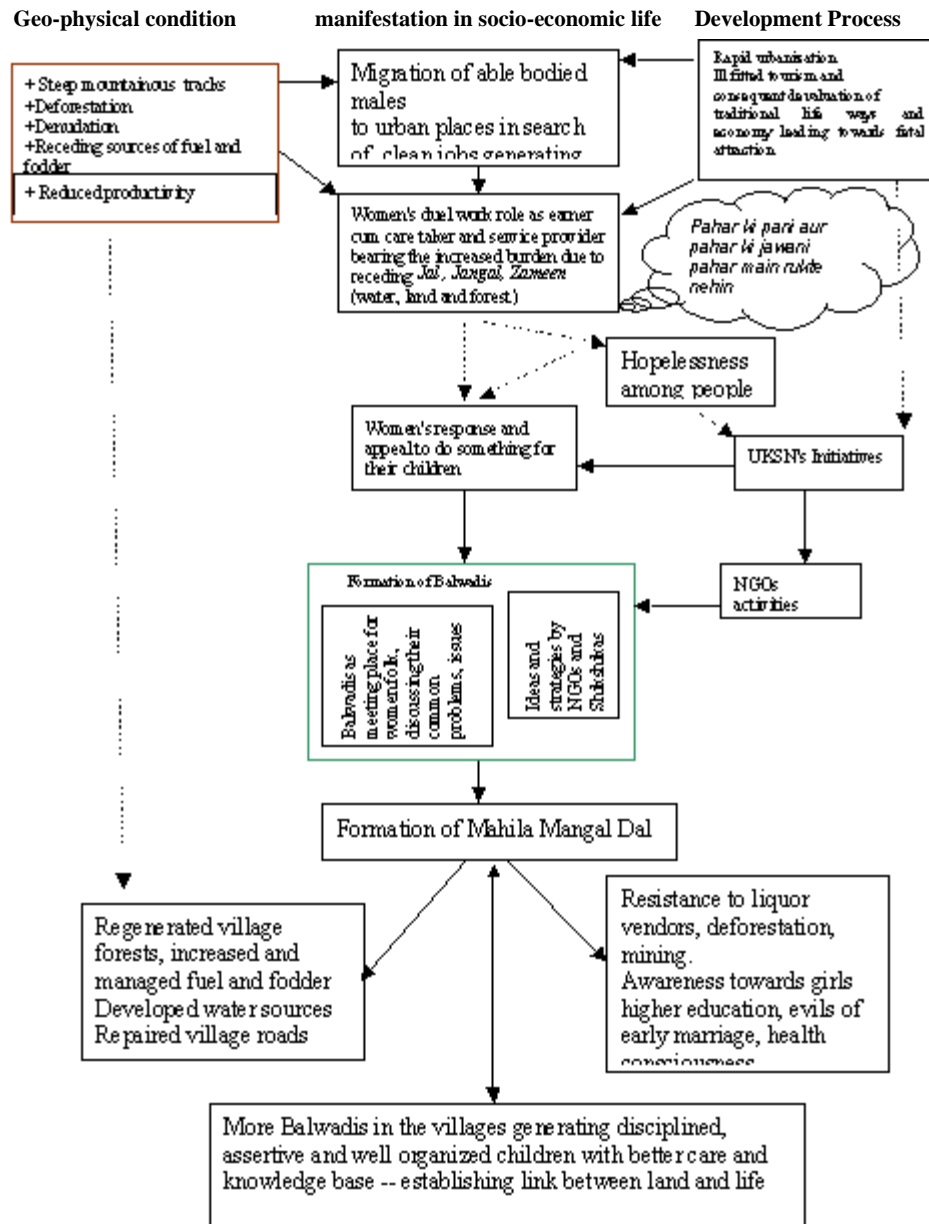 Geo-physical condition
manifestation in socio-economic life
Development Process
+ Steep mountainous tracks
+Deforestation
+Denudation
+Receding sources of fuel and
fodder
+ Reduced productivity
Migration of able bodied
males
to urban places in search
of clean jobs generating
Rapid urbanisation
Ill fitted tourism and
consequent devaluation of
traditional life ways and
economy leading towards fatal
attraction
Women's duel work role as earner
cum care taker and service provider
bearing the increased burden due to
receding Jal, Jangal, Zameen
(water, land and forest)
Pahar ki pani aur
pahar ki jawani
pahar main rukte
nehin
Hopelessness
among people
Women's response and
appeal to do something for
their children
UKSN's Initiatives
Formation of Balwadis
Balwadis as
meeting place for
women folk,
discussing their
common
problems, issues
Ideas and
strategies by
NGOs and
Shikshikas
NGOs
activities
Formation of Mahila Mangal Dal
Regenerated village
forests, increased and
managed fuel and fodder
Developed water sources
Repaired village roads
Resistance to liquor
vendors, deforestation,
mining.
Awareness towards girls
higher education, evils of
early marriage, health
consciousness
More Balwadis in the villages generating disciplined,
assertive and well organized children with better care and
knowledge base -- establishing link between land and life